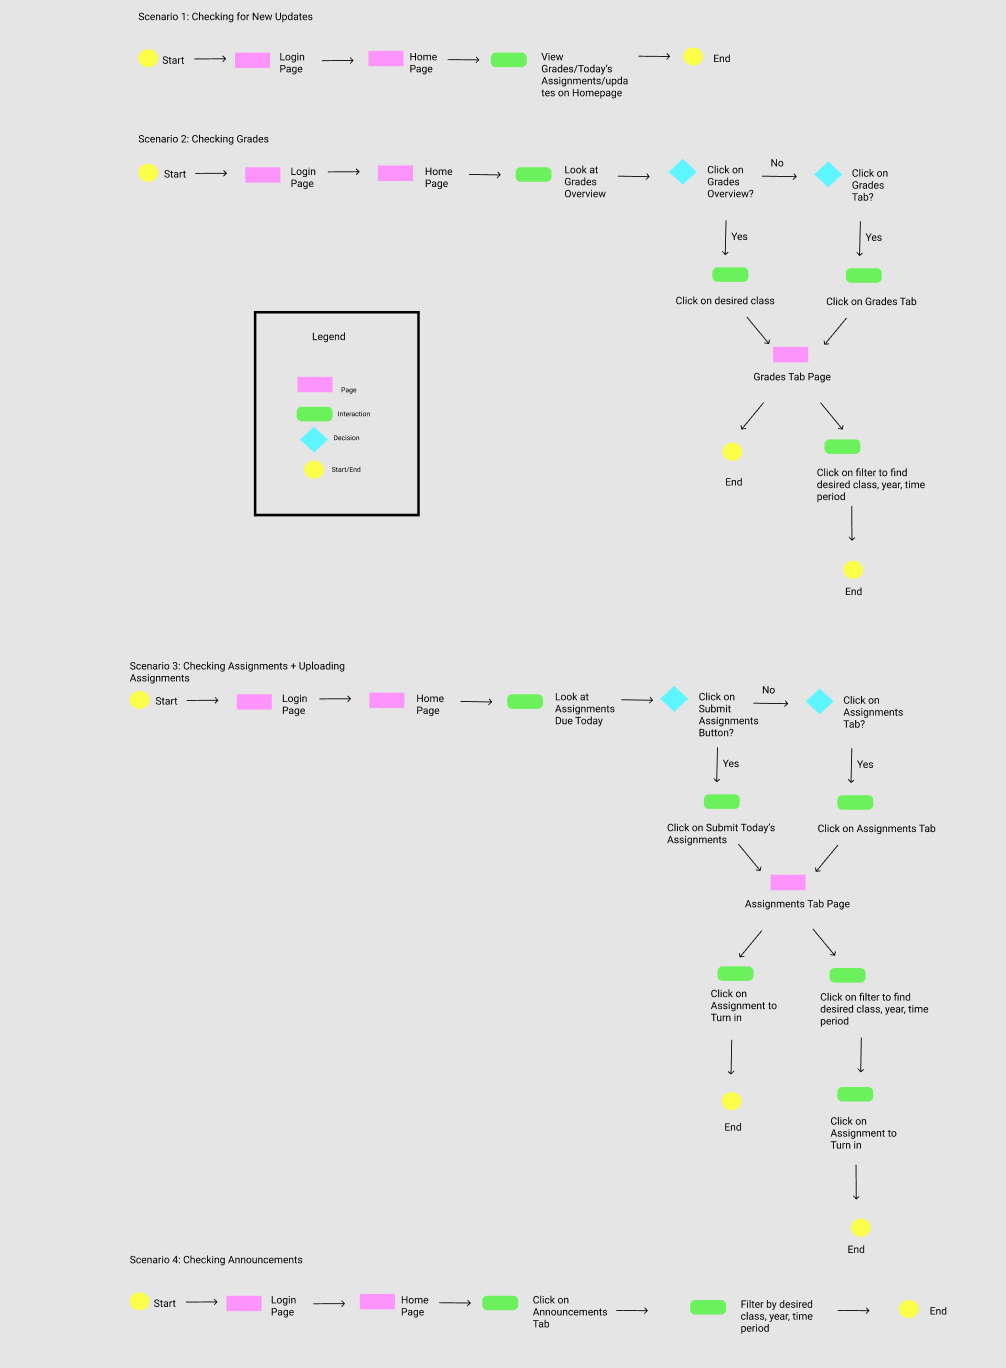 Scenario 1: Checking for New Updates
Start
Login
Page
Home
Page
View
Grades/Today's
Assignments/upda
tes on Homepage
End
Scenario 2: Checking Grades
Start
Login
Page
Home
Page
Look at
Grades
Overview
Click on
Grades
Overview?
No
Click on
Grades
Tab?
Yes
Yes
Click on desired class
Click on Grades Tab
Grades Tab Page
End
Click on filter to find
desired class, year, time
period
End
Legend
Page
Interaction
Decision
Start/End
Scenario 3: Checking Assignments + Uploading
Assignments
Start
Login
Page
Home
Page
Look at
Assignments
Due Today
Click on
Submit
Assignments
Button?
No
Click on
Assignments
Tab?
Yes
Yes
Click on Submit Today's
Assignments
Click on Assignments Tab
Assignments Tab Page
Click on
Assignment to
Turn in
Click on filter to find
desired class, year, time
period
End
Click on
Assignment to
Turn in
End
Scenario 4: Checking Announcements
Start
Login
Page
Home
Page
Click on
Announcements
Tab
Filter by desired
class, year, time
period
End